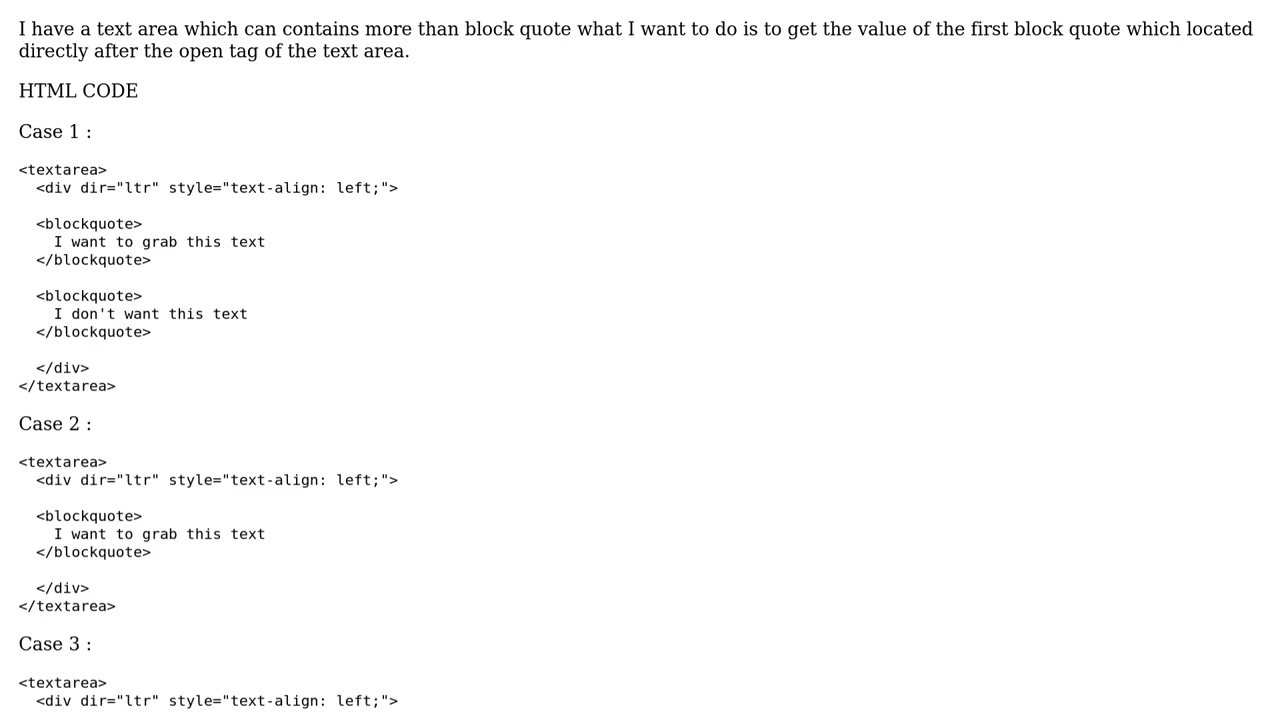 I have a text area which can contains more than block quote what I want to do is to get the value of the first block quote which located
directly after the open tag of the text area.
HTML CODE
Case 1 :
<textarea>
  <div dir="ltr" style="text-align: left;">
  <blockquote>
    I want to grab this text
  </blockquote>
  <blockquote>
    I don't want this text
  </blockquote>
  </div>
</textarea>
Case 2 :
<textarea>
  <div dir="ltr" style="text-align: left;">
  <blockquote>
    I want to grab this text
  </blockquote>
  </div>
</textarea>
Case 3 :
<textarea>
  <div dir="ltr" style="text-align: left;">